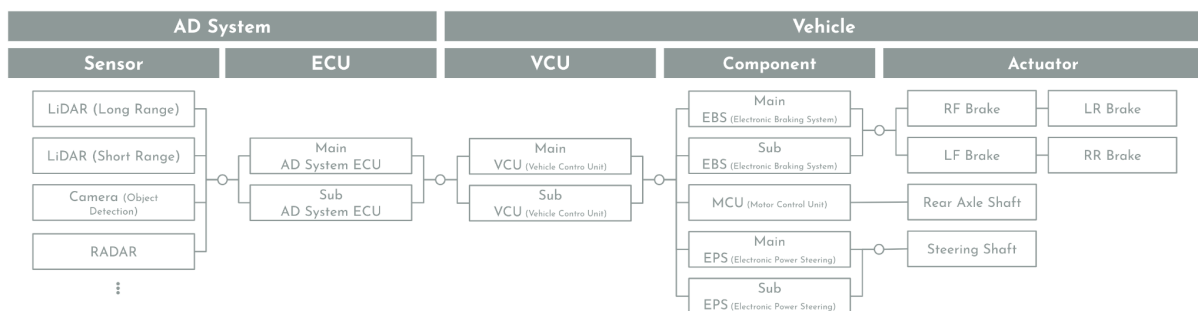 AD System
Vehicle
Sensor
ECU
VCU
Component
Actuator
LiDAR (Long Range)
LiDAR (Short Range)
Camera (Object
Detection)
RADAR
Main
AD System ECU
Sub
AD System ECU
Main
VCU (Vehicle Contro Unit)
Sub
VCU (Vehicle Contro Unit)
Main
EBS (Electronic Braking System)
Sub
EBS (Electronic Braking System)
MCU (Motor Control Unit)
Main
EPS (Electronic Power Steering)
Sub
EPS (Electronic Power Steering)
RF Brake
LR Brake
LF Brake
RR Brake
Rear Axle Shaft
Steering Shaft